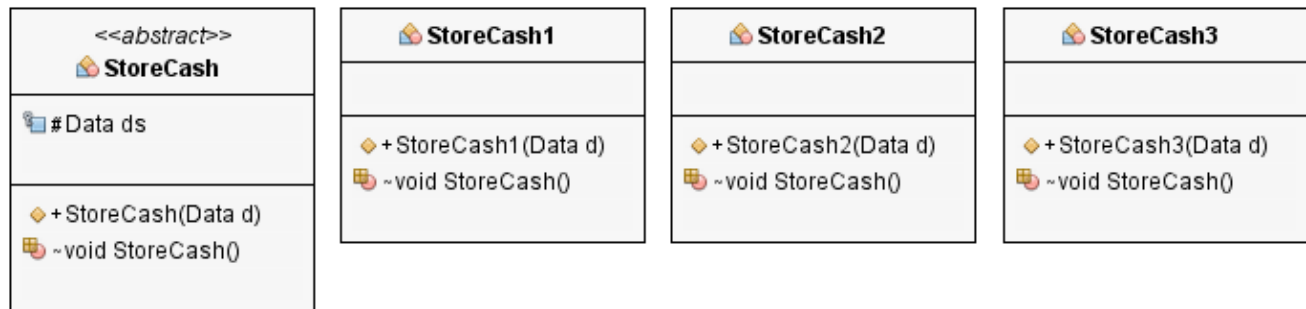 <<abstract>>
StoreCash
#Data ds
+StoreCash(Data d)
~void StoreCash()
StoreCash1
+StoreCash1(Data d)
~void StoreCash()
StoreCash2
+StoreCash2(Data d)
~void StoreCash()
StoreCash3
+StoreCash3(Data d)
~void StoreCash()